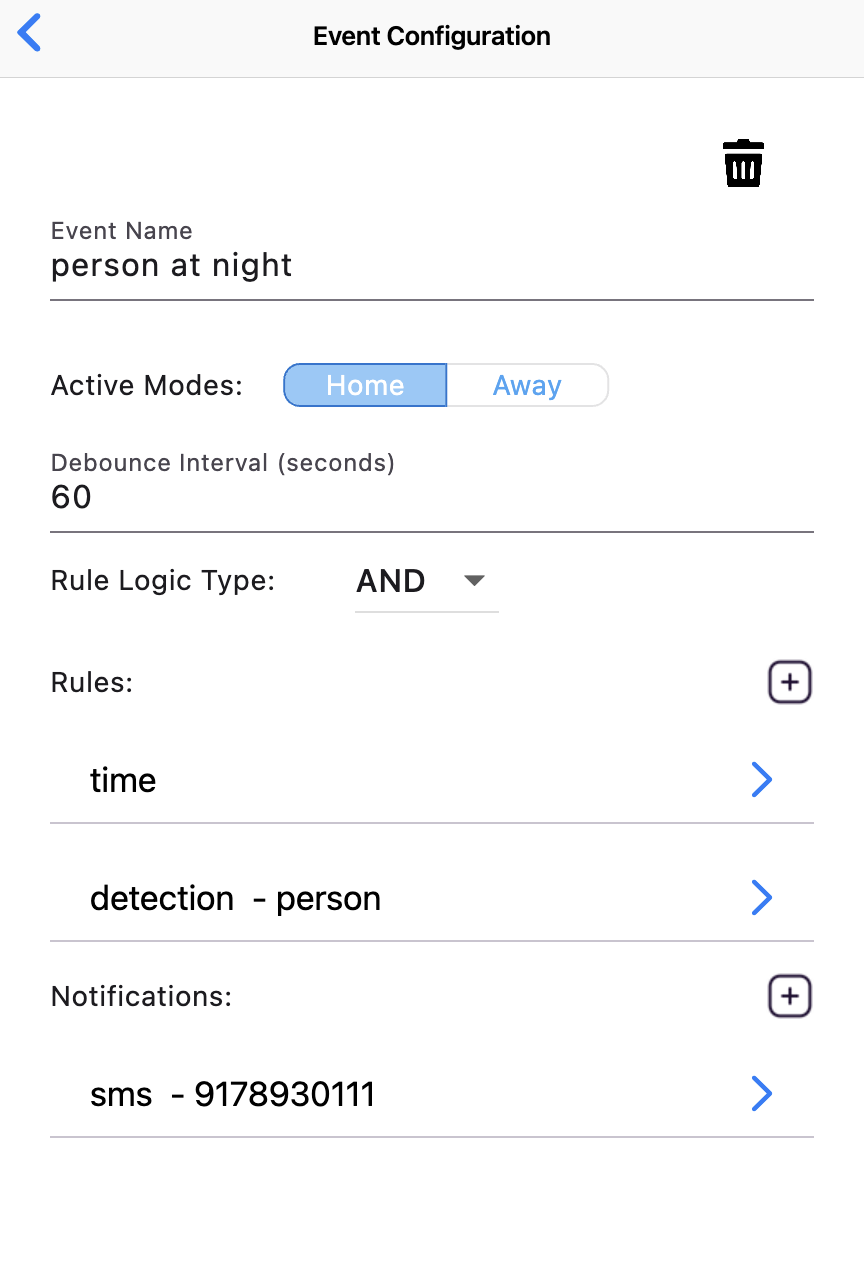 Event Configuration
Event Name
person at night
Active Modes: Home Away
Debounce Interval (seconds)
60
Rule Logic Type: AND
Rules:
time
detection - person
Notifications:
sms - 9178930111